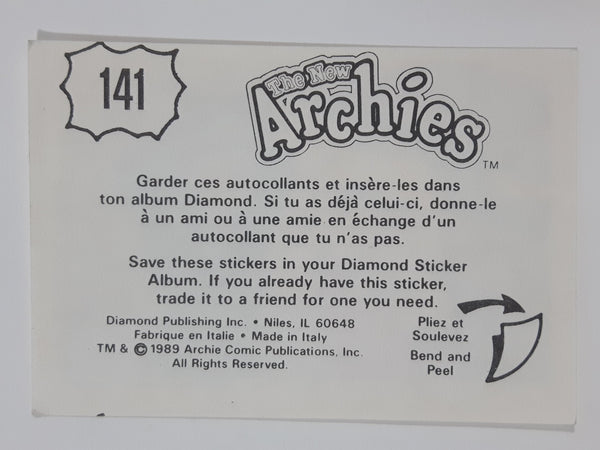 141
The New
Archies
TM
Garder ces autocollants et insère-les dans
ton album Diamond. Si tu as déjà celui-ci, donne-le
à un ami ou à une amie en échange d'un
autocollant que tu n'as pas.
Save these stickers in your Diamond Sticker
Album. If you already have this sticker,
trade it to a friend for one you need.
Diamond Publishing Inc. • Niles, IL 60648
Fabrique en Italie • Made in Italy
TM & © 1989 Archie Comic Publications, Inc.
All Rights Reserved.
Pliez et
Soulevez
Bend and
Peel